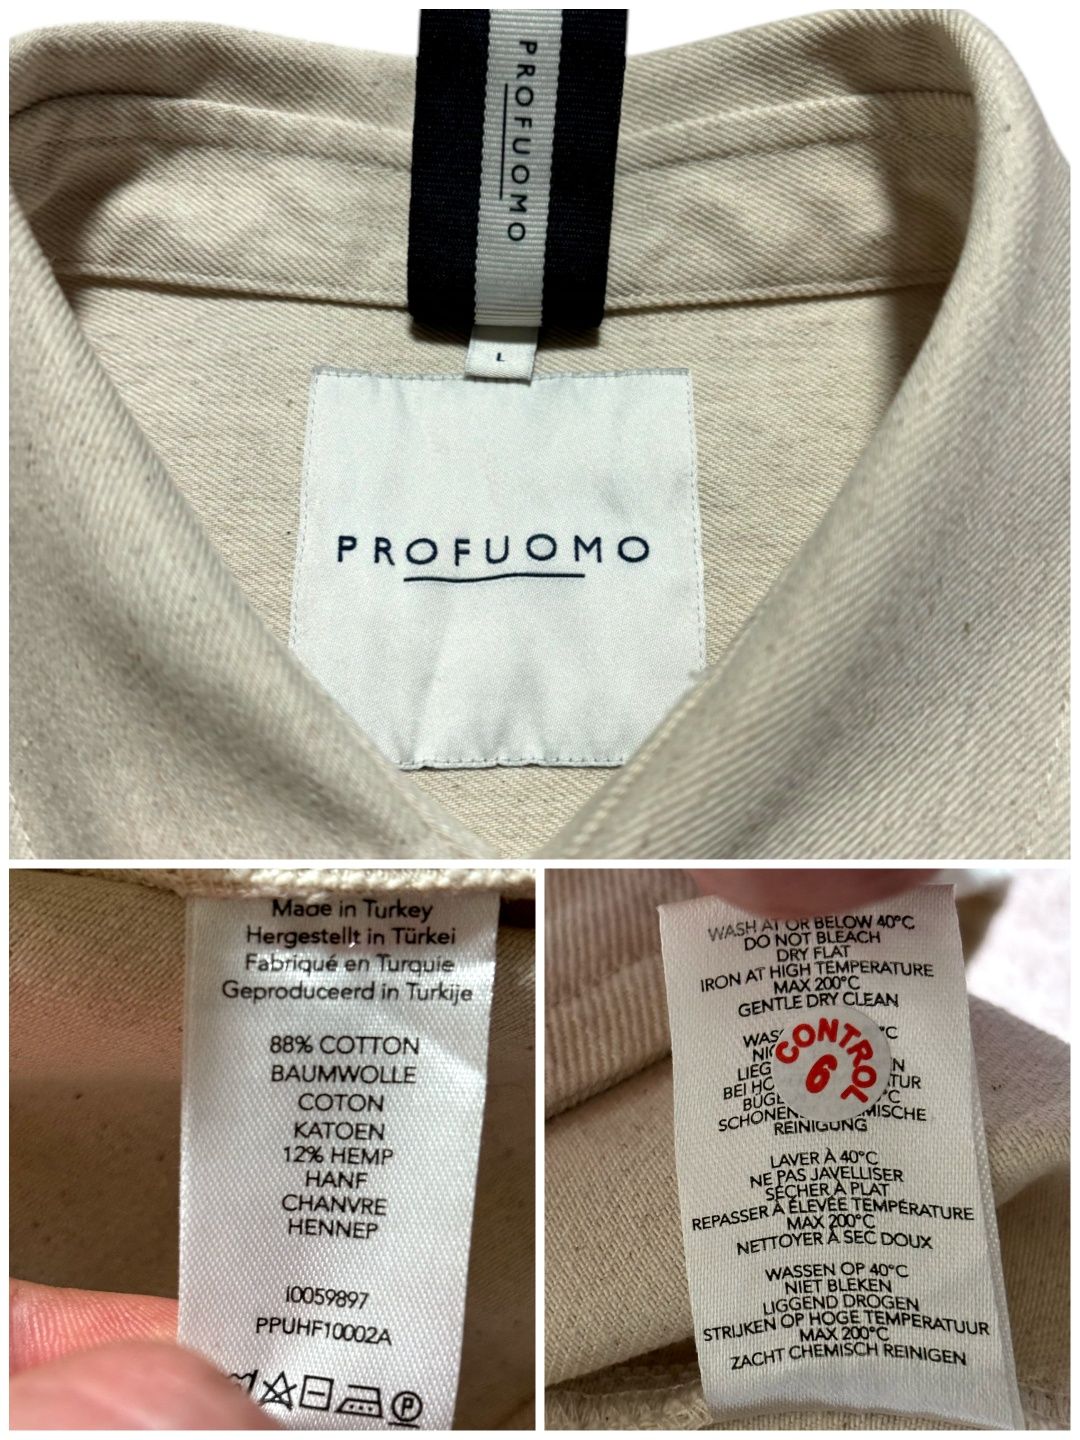 PROFUOMO
L
PROFUOMO
Made in Turkey
Hergestellt in Türkei
Fabriqué en Turquie
Geproduceerd in Turkije
88% COTTON
BAUMWOLLE
COTON
KATOEN
12% HEMP
HANF
CHANVRE
HENNEP
10059897
PPUHF10002A
P
WASH AT OR BELOW 40°C
DO NOT BLEACH
DRY FLAT
IRON AT HIGH TEMPERATURE
MAX 200°C
GENTLE DRY CLEAN
CONTROL
6
BEI
REINIGUNG
LAVER À 40°C
NE PAS JAVELLISER
SÉCHER À PLAT
REPASSER À ÉLEVÉE TEMPÉRATURE
MAX 200°C
NETTOYER À SEC DOUX
WASSEN OP 40°C
NIET BLEKEN
LIGGEND DROGEN
STRIJKEN OP HOGE TEMPERATUUR
MAX 200°C
ZACHT CHEMISCH REINIGEN